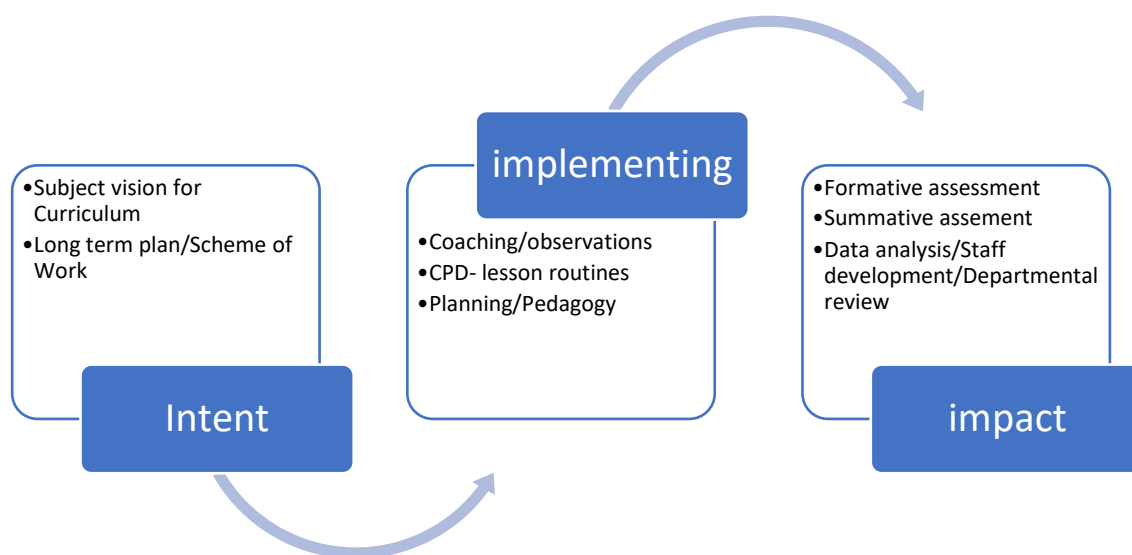 •Subject vision for
Curriculum
•Long term plan/Scheme of
Work
Intent
implementing
•Coaching/observations
•CPD- lesson routines
•Planning/Pedagogy
•Formative assessment
•Summative assement
•Data analysis/Staff
development/Departmental
review
impact